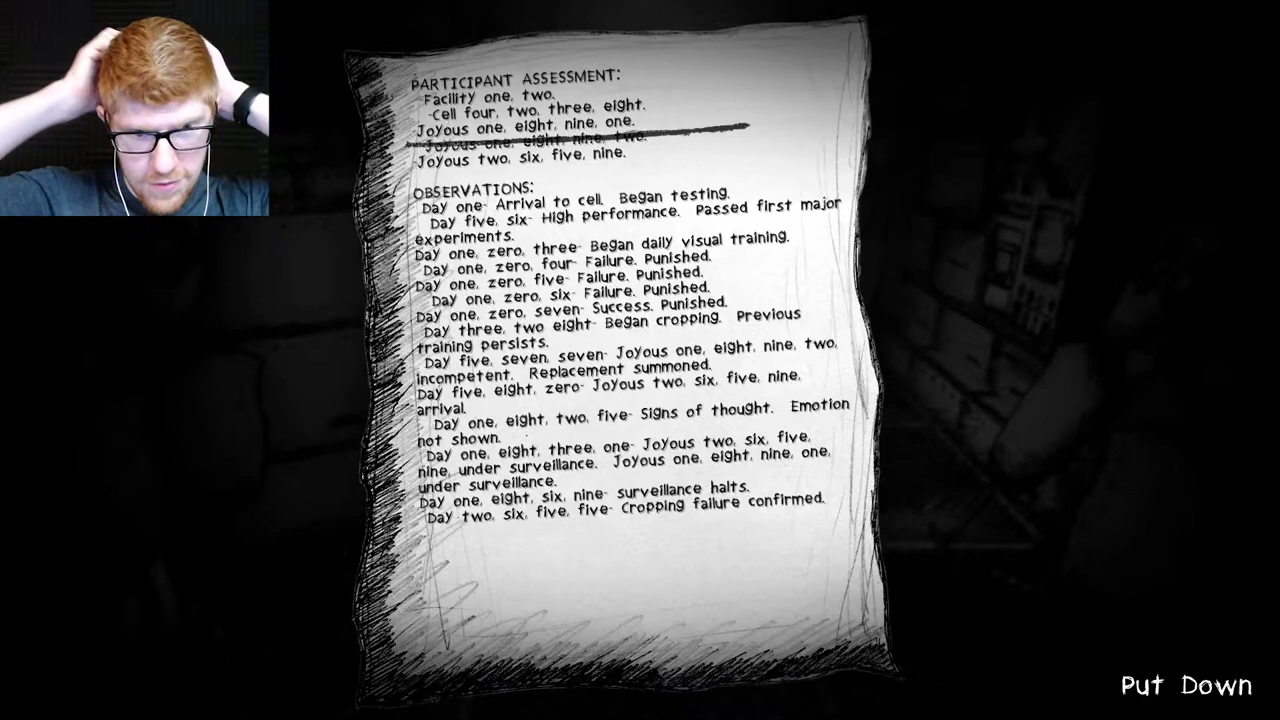 PARTICIPANT ASSESSMENT:
Facility one, two.
-Cell four, two, three, eight.
Joyous one, eight, nine, one.
-Joyous one, eight, nine, two.
-Joyous two, six, five, nine.
OBSERVATIONS:
Day one- Arrival to cell. Began testing.
Day five, six- High performance. Passed first major
experiments.
Day one, zero, three- Began daily visual training.
Day one, zero, four- Failure. Punished.
Day one, zero, five- Failure. Punished.
Day one, zero, six- Failure. Punished.
Day one, zero, seven- Success. Punished.
Day three, two eight- Began cropping. Previous
training persists.
Day five, seven, seven- Joyous one, eight, nine, two,
incompetent. Replacement summoned.
Day five, eight, zero- Joyous two, six, five, nine,
arrival.
Day one, eight, two, five- Signs of thought. Emotion
not shown.
Day one, eight, three, one- Joyous two, six, five,
nine, under surveillance. Joyous one, eight, nine, one,
under surveillance.
Day one, eight, six, nine- surveillance halts.
Day two, six, five, five- Cropping failure confirmed.
Put Down